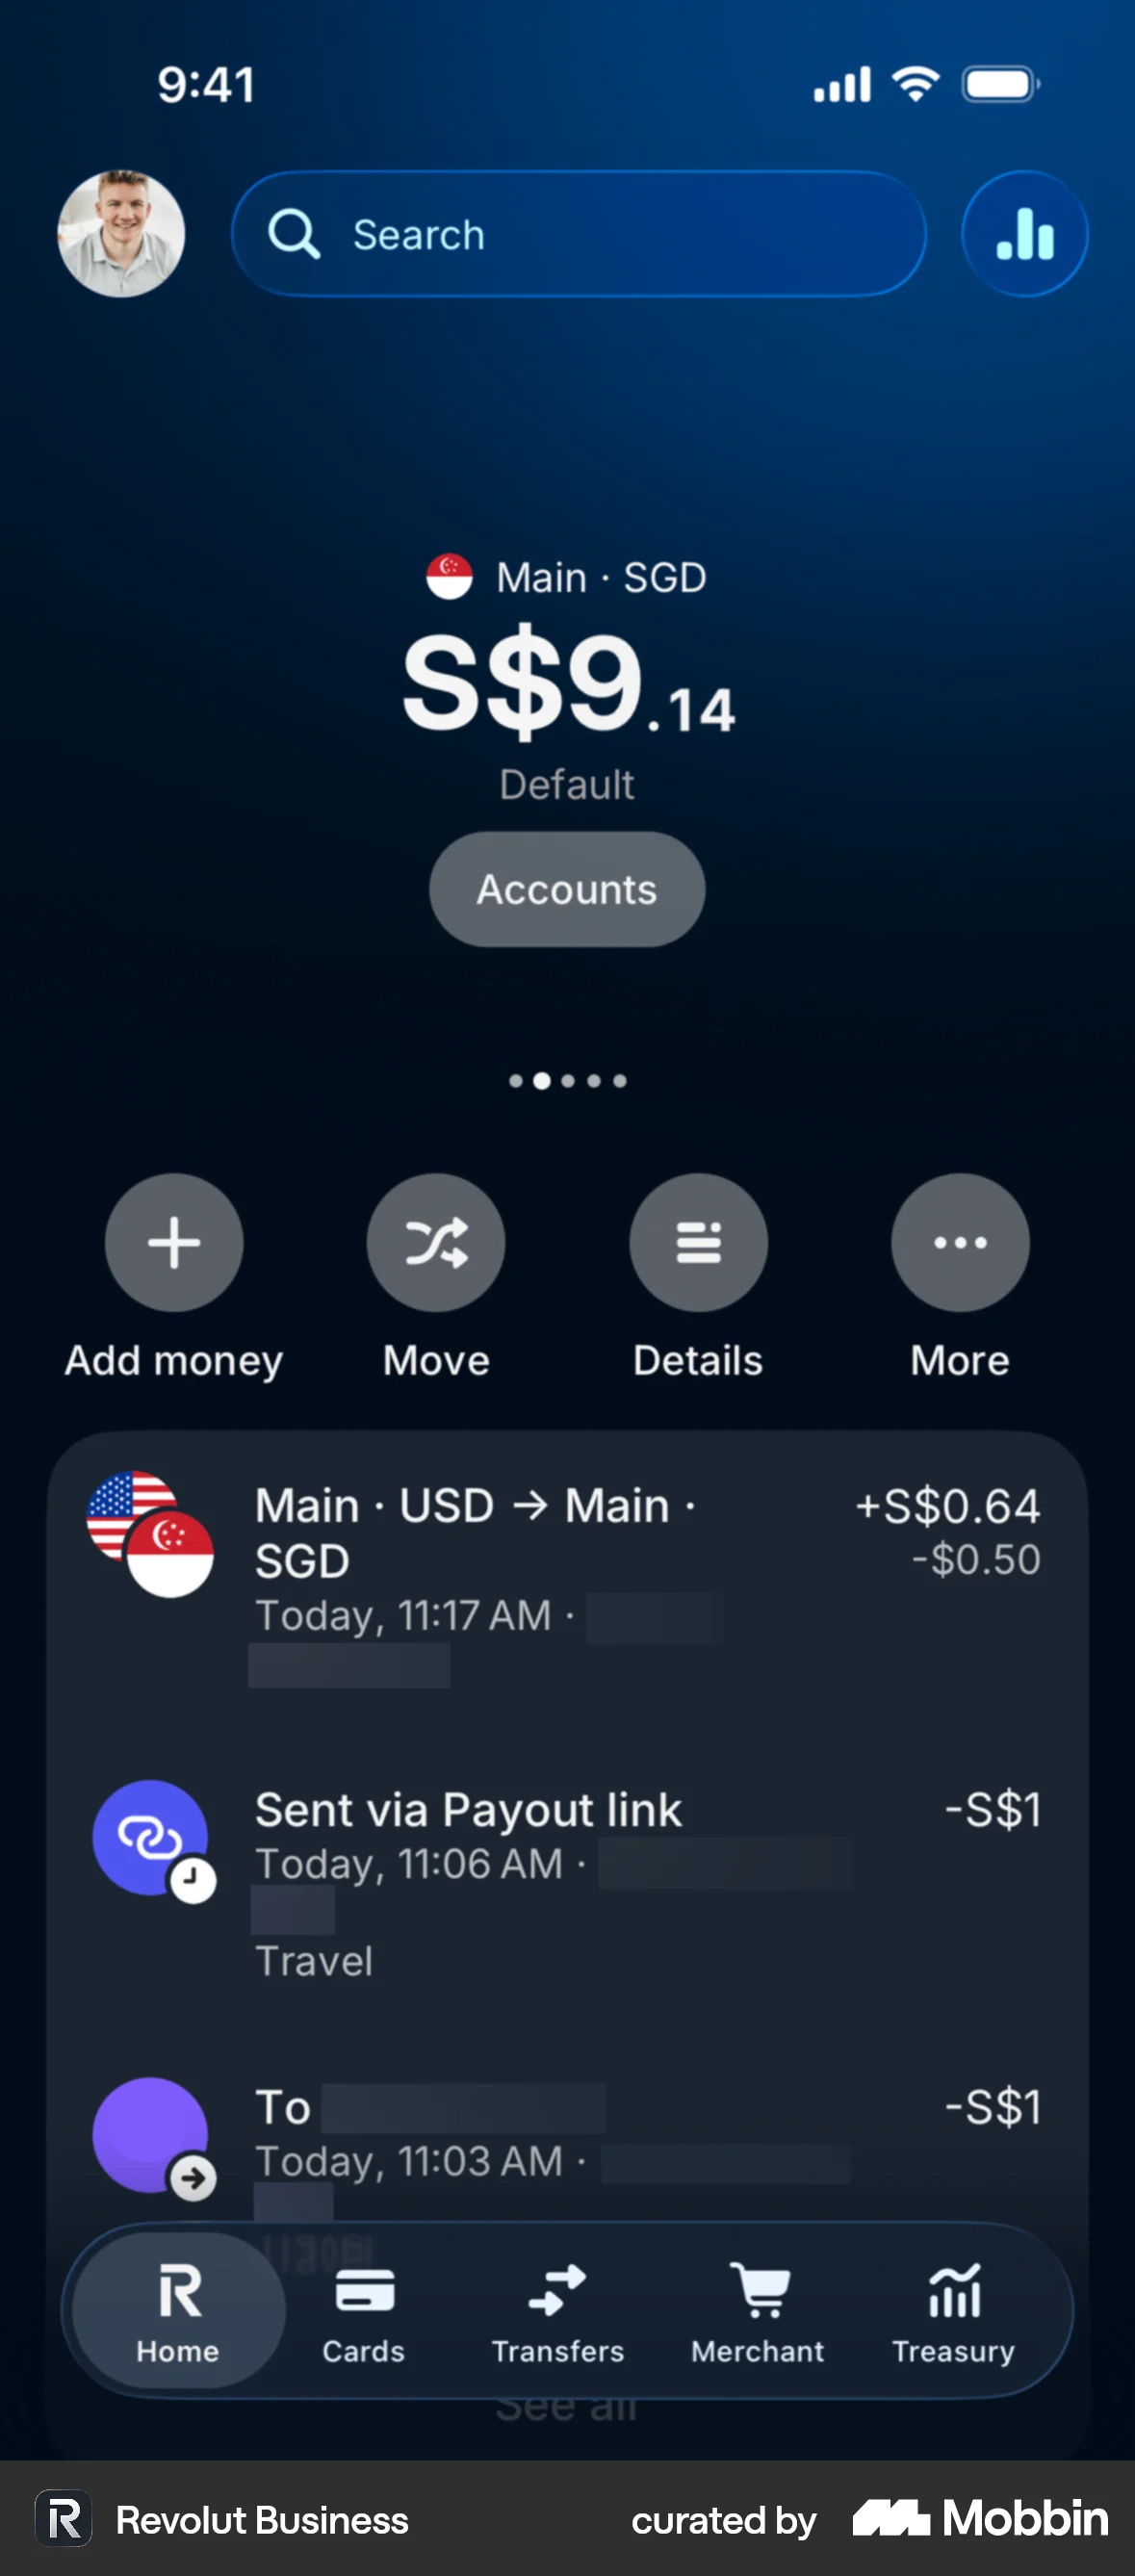 9:41
Search
Main · SGD
S$9.14
Default
Accounts
Add money
Move
Details
More
Main · USD → Main ·
SGD
+S$0.64
-$0.50
Today, 11:17 AM ·
Sent via Payout link
-S$1
Today, 11:06 AM ·
Travel
To
-S$1
Today, 11:03 AM ·
Home
Cards
Transfers
Merchant
Treasury
See all
Revolut Business
curated by
Mobbin